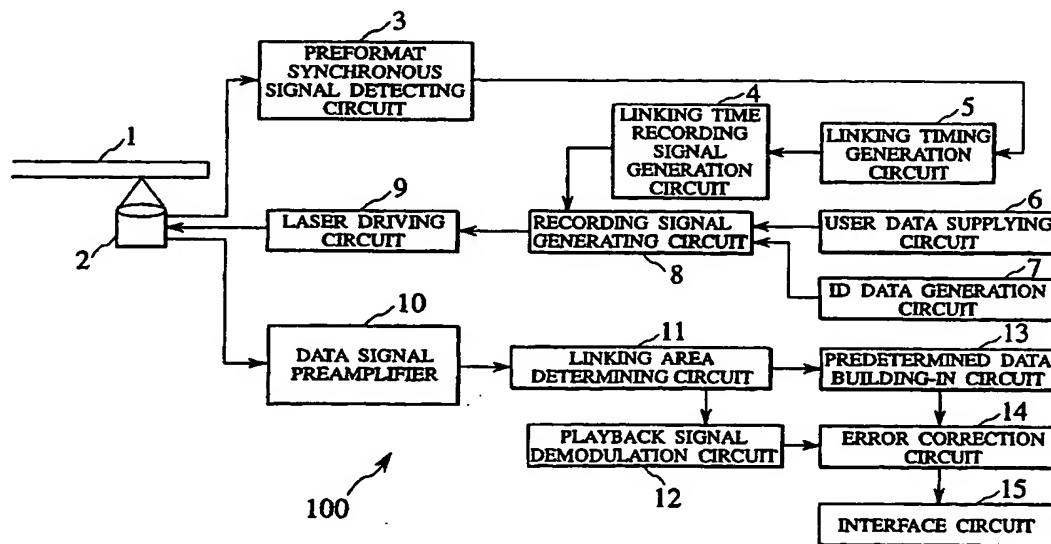 3
PREFORMAT
SYNCHRONOUS
SIGNAL DETECTING
CIRCUIT
4
LINKING TIME
RECORDING
SIGNAL
GENERATION
CIRCUIT
5
LINKING TIMING
GENERATION
CIRCUIT
1
2
9
LASER DRIVING
CIRCUIT
RECORDING SIGNAL
GENERATING CIRCUIT
8
6
USER DATA SUPPLYING
CIRCUIT
7
ID DATA GENERATION
CIRCUIT
10
DATA SIGNAL
PREAMPLIFIER
11
LINKING AREA
DETERMINING CIRCUIT
13
PREDETERMINED DATA
BUILDING-IN CIRCUIT
PLAYBACK SIGNAL
DEMODULATION CIRCUIT
12
14
ERROR CORRECTION
CIRCUIT
15
INTERFACE CIRCUIT
100